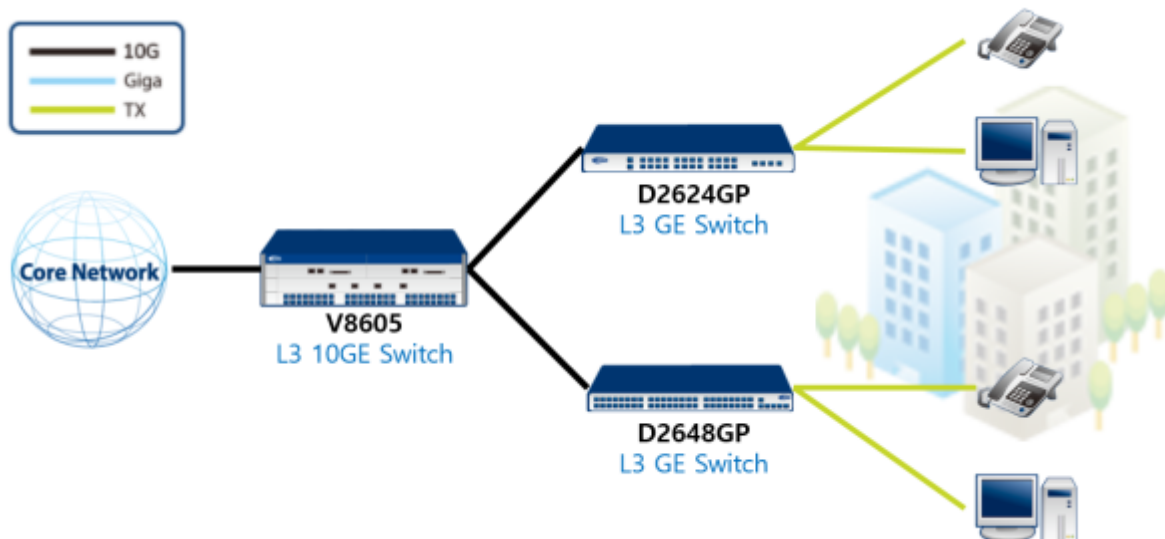 10G
Giga
TX
Core Network
V8605
L3 10GE Switch
D2624GP
L3 GE Switch
D2648GP
L3 GE Switch